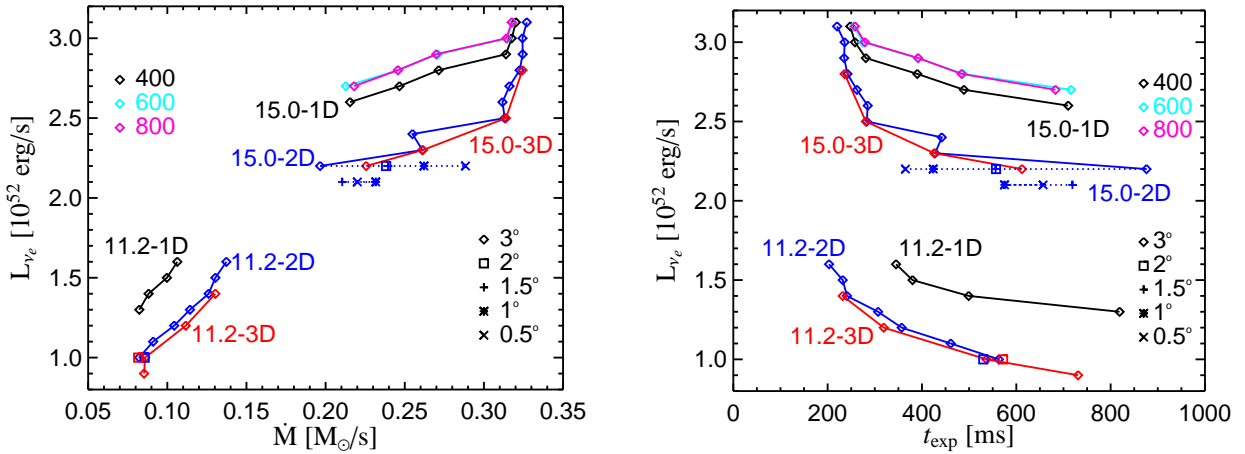 L_νe [10^52 erg/s]
3.0
2.5
2.0
1.5
1.0
400
600
800
15.0-1D
15.0-2D
15.0-3D
11.2-1D
11.2-2D
11.2-3D
3°
2°
1.5°
1°
0.5°
0.05 0.10 0.15 0.20 0.25 0.30 0.35
Ṁ [M_⊙/s]
L_νe [10^52 erg/s]
3.0
2.5
2.0
1.5
1.0
400
600
800
15.0-1D
15.0-3D
15.0-2D
11.2-2D
11.2-1D
11.2-3D
3°
2°
1.5°
1°
0.5°
0 200 400 600 800 1000
t_exp [ms]